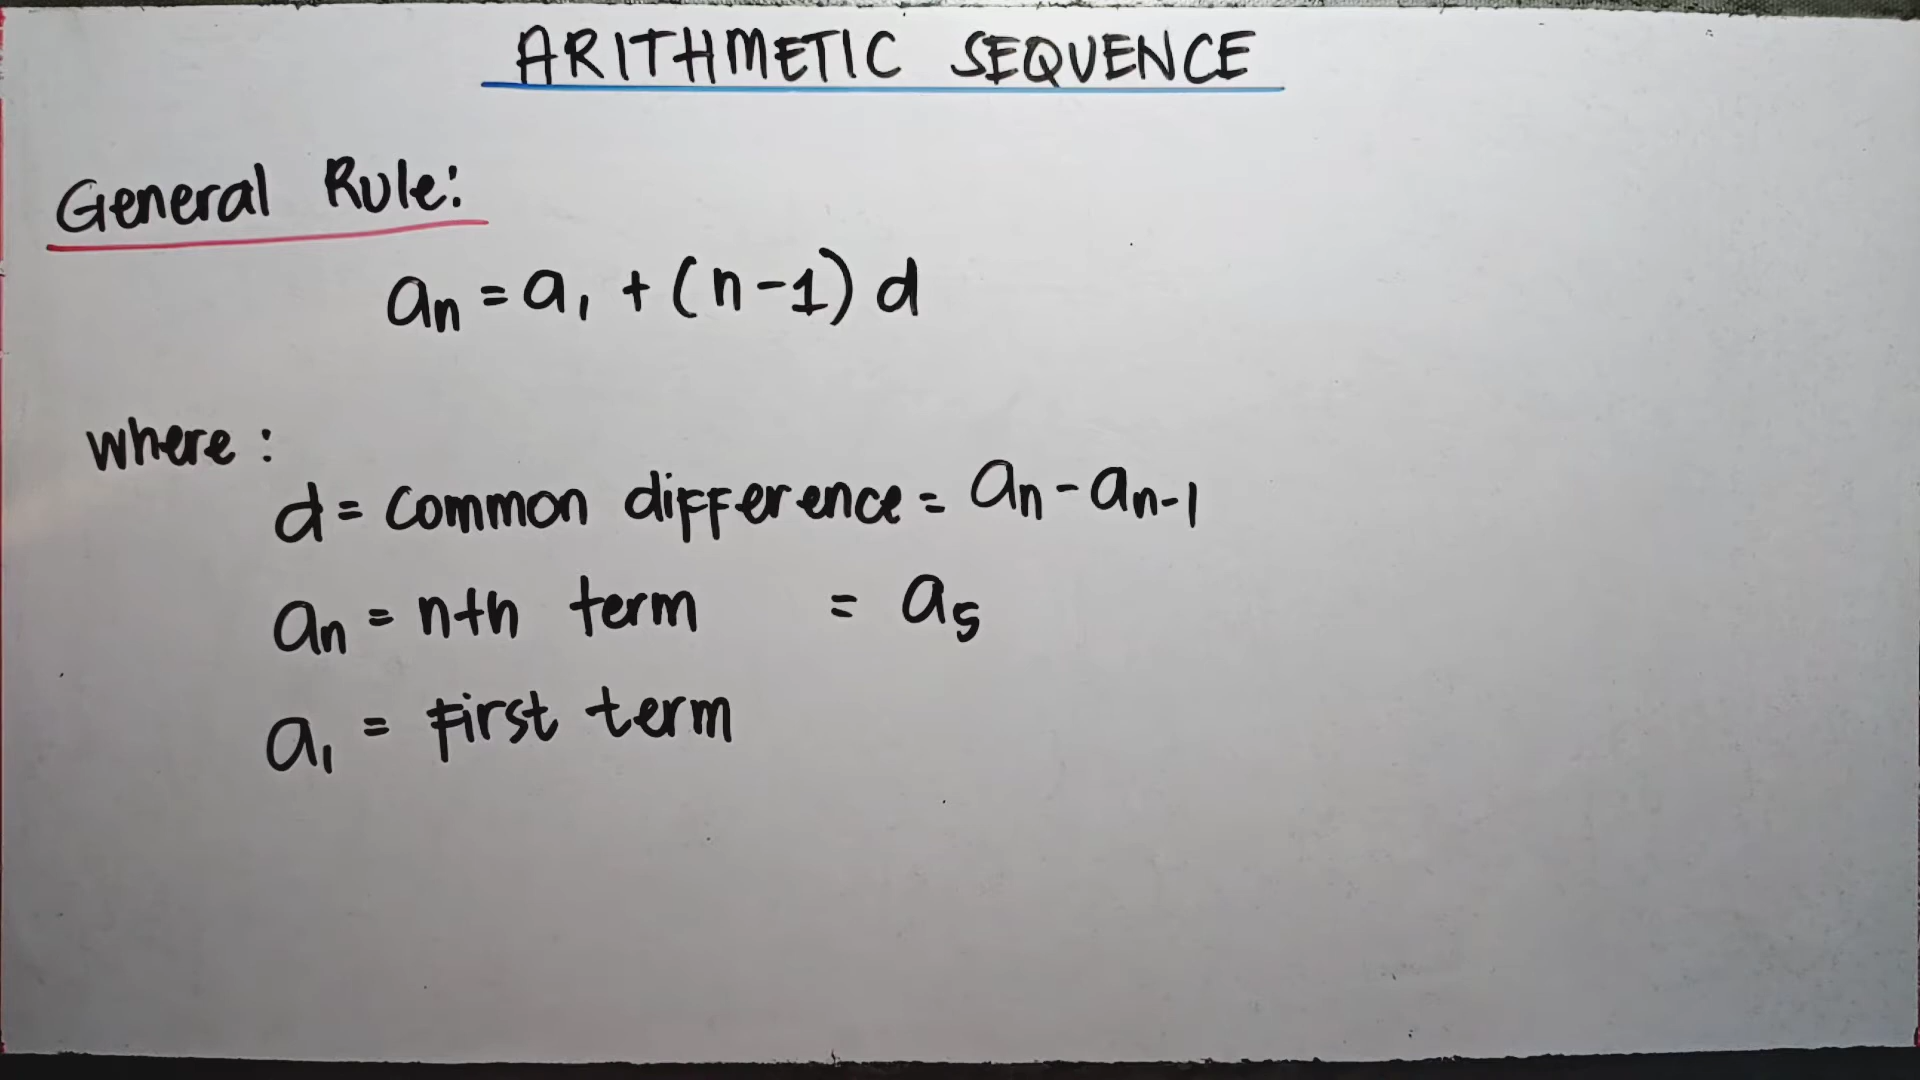 ARITHMETIC SEQUENCE
General Rule:
aₙ = a₁ + (n-1) d
where:
d = common difference = aₙ - aₙ₋₁
aₙ = nth term = a₅
a₁ = first term